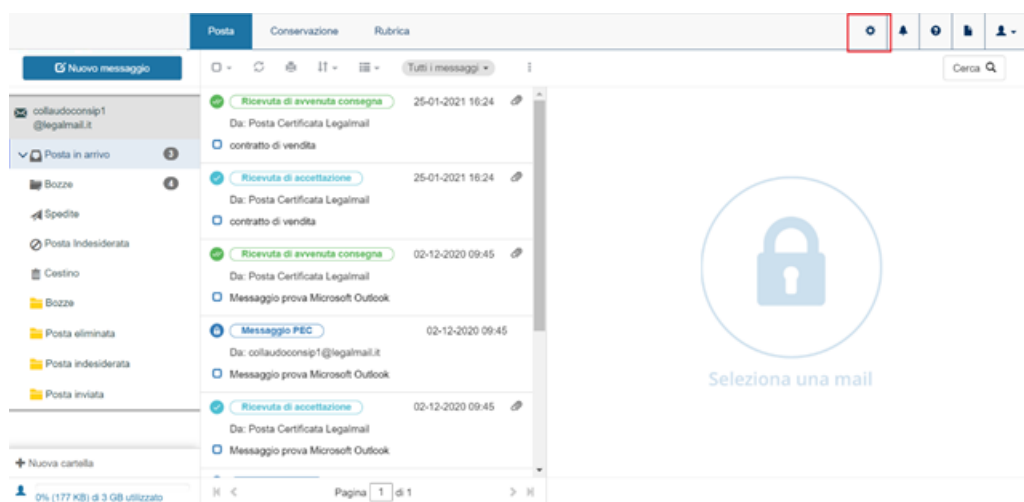 Posta
Conservazione
Rubrica
Nuovo messaggio
Tutti i messaggi
Cerca
collaudoconsip1
@legalmail.it
Posta in arrivo 3
Bozze 4
Spedite
Posta Indesiderata
Cestino
Bozze
Posta eliminata
Posta indesiderata
Posta inviata
Nuova cartella
0% (177 KB) di 3 GB utilizzato
Ricevuta di avvenuta consegna 25-01-2021 16:24
Da: Posta Certificata Legalmail
contratto di vendita
Ricevuta di accettazione 25-01-2021 16:24
Da: Posta Certificata Legalmail
contratto di vendita
Ricevuta di avvenuta consegna 02-12-2020 09:45
Da: Posta Certificata Legalmail
Messaggio prova Microsoft Outlook
Messaggio PEC 02-12-2020 09:45
Da: collaudoconsip1@legalmail.it
Messaggio prova Microsoft Outlook
Ricevuta di accettazione 02-12-2020 09:45
Da: Posta Certificata Legalmail
Messaggio prova Microsoft Outlook
Pagina 1 di 1
Seleziona una mail